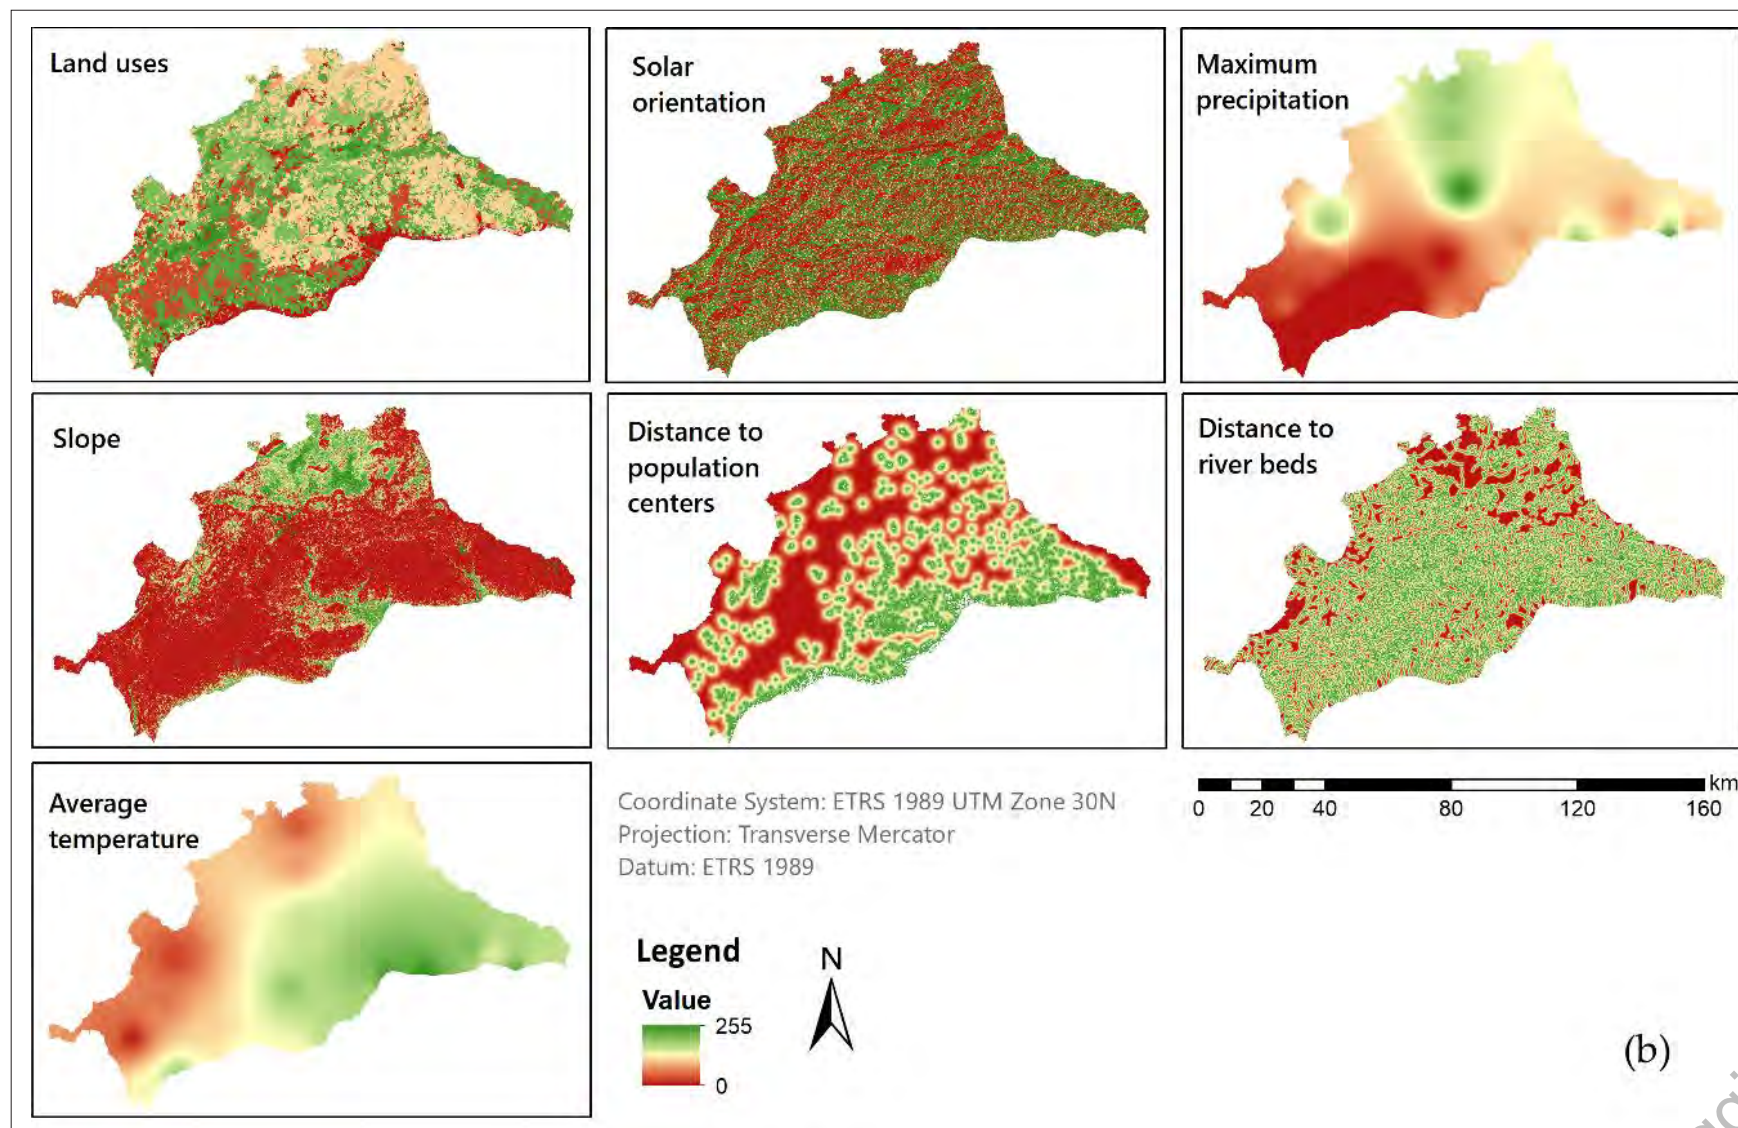 Land uses
Solar
orientation
Maximum
precipitation
Slope
Distance to
population
centers
Distance to
river beds
Average
temperature
Coordinate System: ETRS 1989 UTM Zone 30N
Projection: Transverse Mercator
Datum: ETRS 1989
km
0 20 40 80 120 160
Legend
N
Value
255
0
(b)